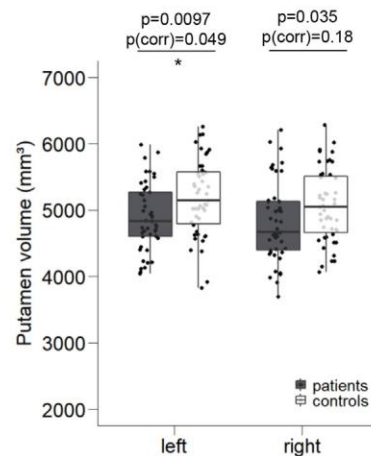 p=0.0097
p(corr)=0.049
*
p=0.035
p(corr)=0.18
Putamen volume (mm³)
7000
6000
5000
4000
3000
2000
patients
controls
left
right